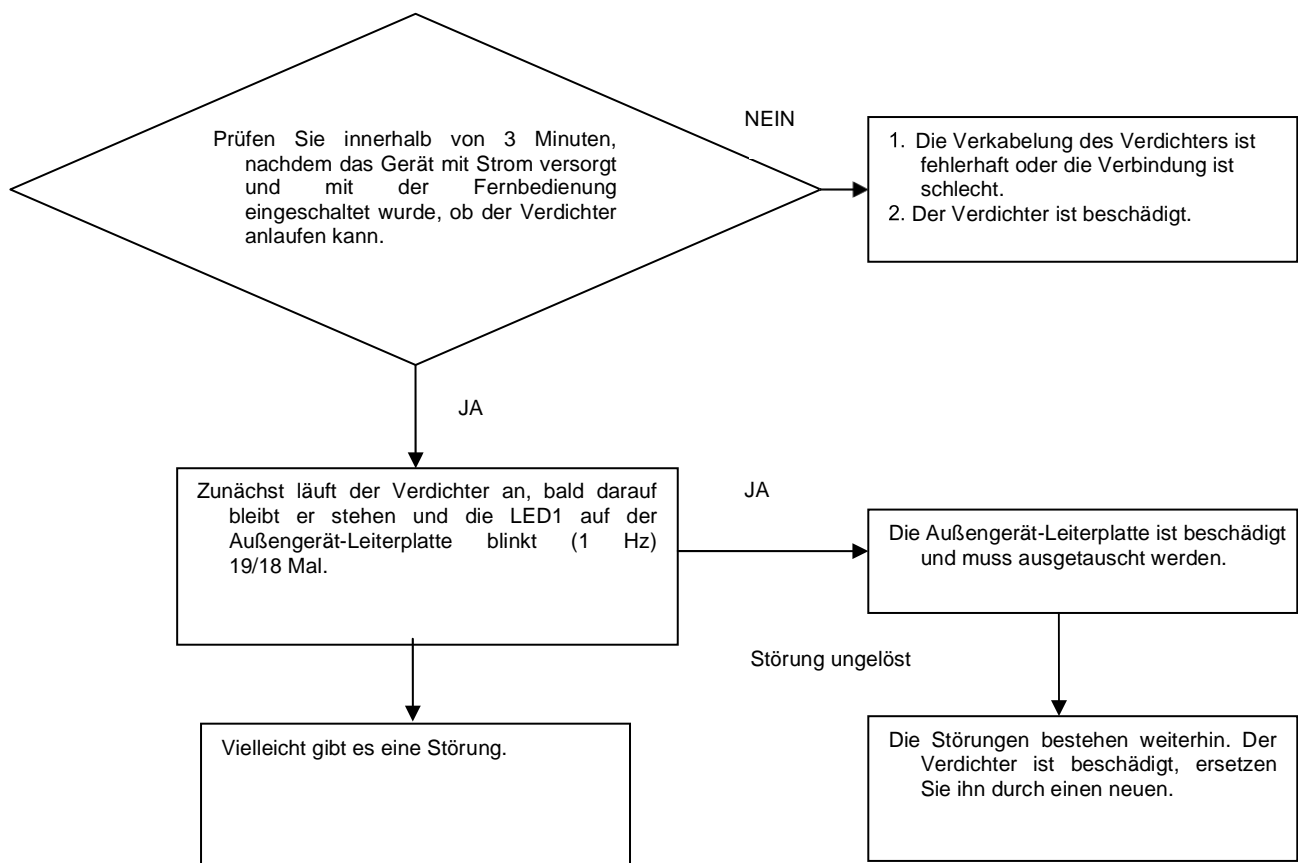 Prüfen Sie innerhalb von 3 Minuten,
nachdem das Gerät mit Strom versorgt
und mit der Fernbedienung
eingeschaltet wurde, ob der Verdichter
anlaufen kann.
NEIN
1. Die Verkabelung des Verdichters ist
fehlerhaft oder die Verbindung ist
schlecht.
2. Der Verdichter ist beschädigt.
JA
Zunächst läuft der Verdichter an, bald darauf
bleibt er stehen und die LED1 auf der
Außengerät-Leiterplatte blinkt (1 Hz)
19/18 Mal.
JA
Die Außengerät-Leiterplatte ist beschädigt
und muss ausgetauscht werden.
Störung ungelöst
Vielleicht gibt es eine Störung.
Die Störungen bestehen weiterhin. Der
Verdichter ist beschädigt, ersetzen
Sie ihn durch einen neuen.